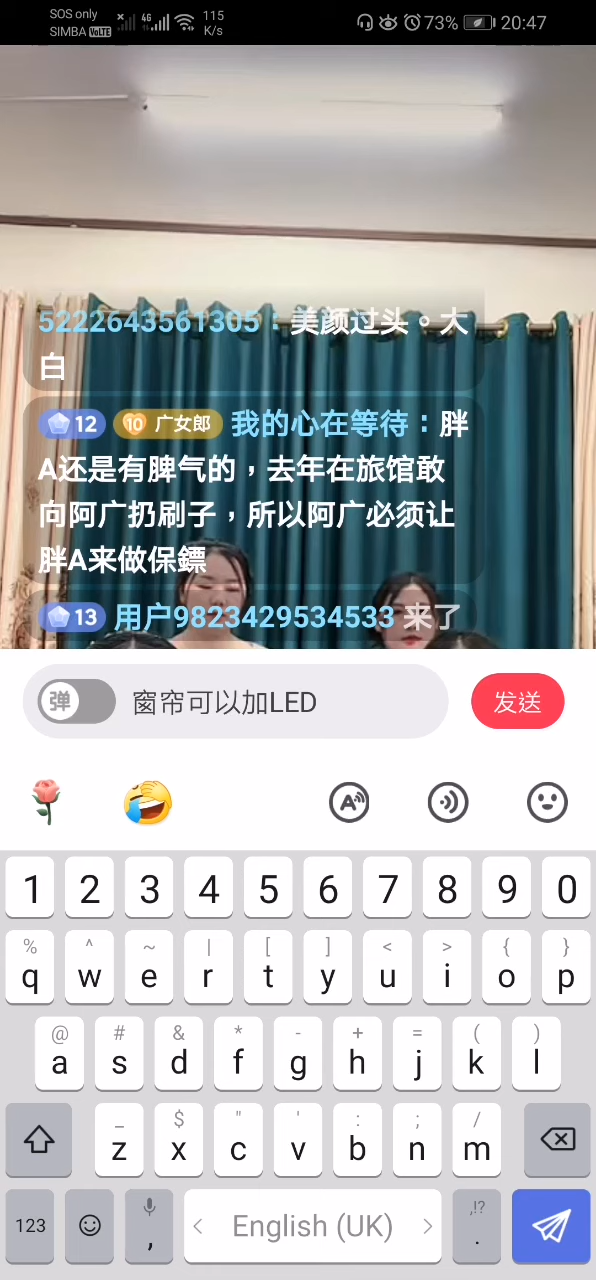 SOS only
4G
115
K/s
73%
20:47
SIMBA VoLTE
5222643561305：美颜过头。大
白
12 10 广女郎 我的心在等待：胖
A还是有脾气的，去年在旅馆敢
向阿广扔刷子，所以阿广必须让
胖A来做保鏢
13 用户9823429534533 来了
弹 窗帘可以加LED 发送
A
1 2 3 4 5 6 7 8 9 0
% ^ ~ | [ ] < > { }
q w e r t y u i o p
@ # & * - + = ( )
a s d f g h j k l
_ $ " ' : ; /
z x c v b n m
,!?
123 , < English (UK) > .